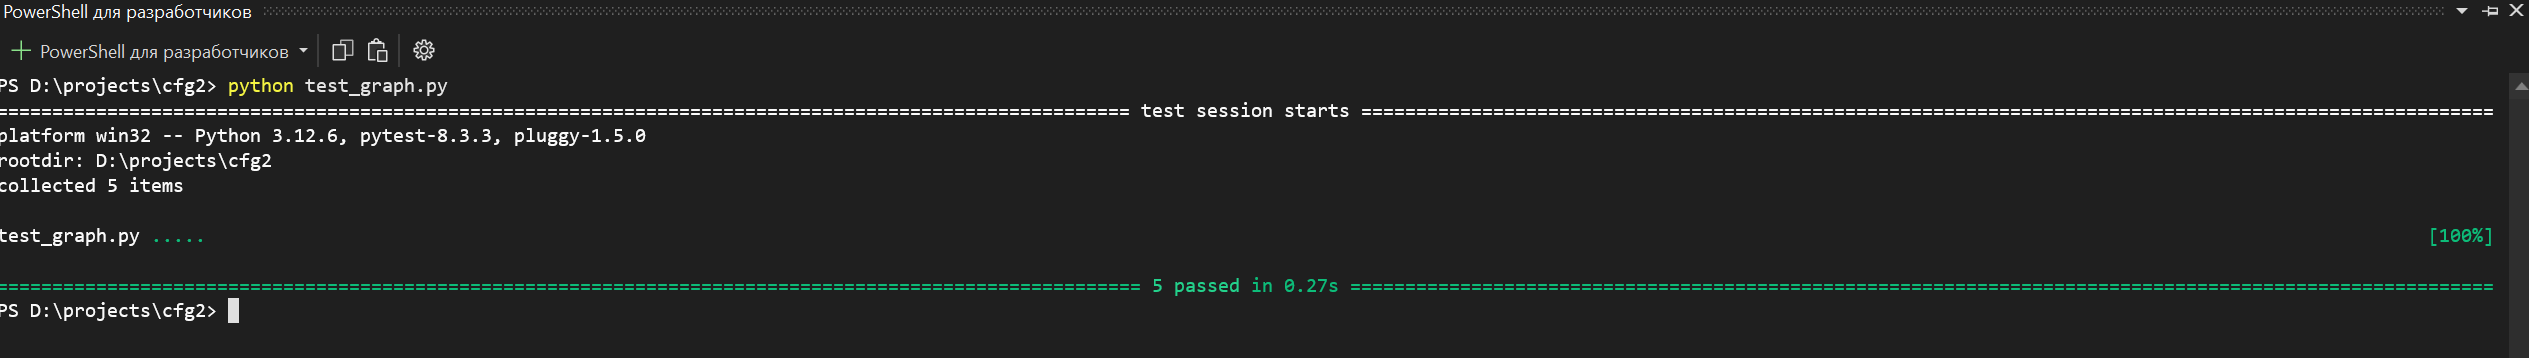 PowerShell для разработчиков
PowerShell для разработчиков
PS D:\projects\cfg2> python test_graph.py
======================================================================================================= test session starts =======================================================================================================
platform win32 -- Python 3.12.6, pytest-8.3.3, pluggy-1.5.0
rootdir: D:\projects\cfg2
collected 5 items
test_graph.py ..... [100%]
======================================================================================================== 5 passed in 0.27s ========================================================================================================
PS D:\projects\cfg2>